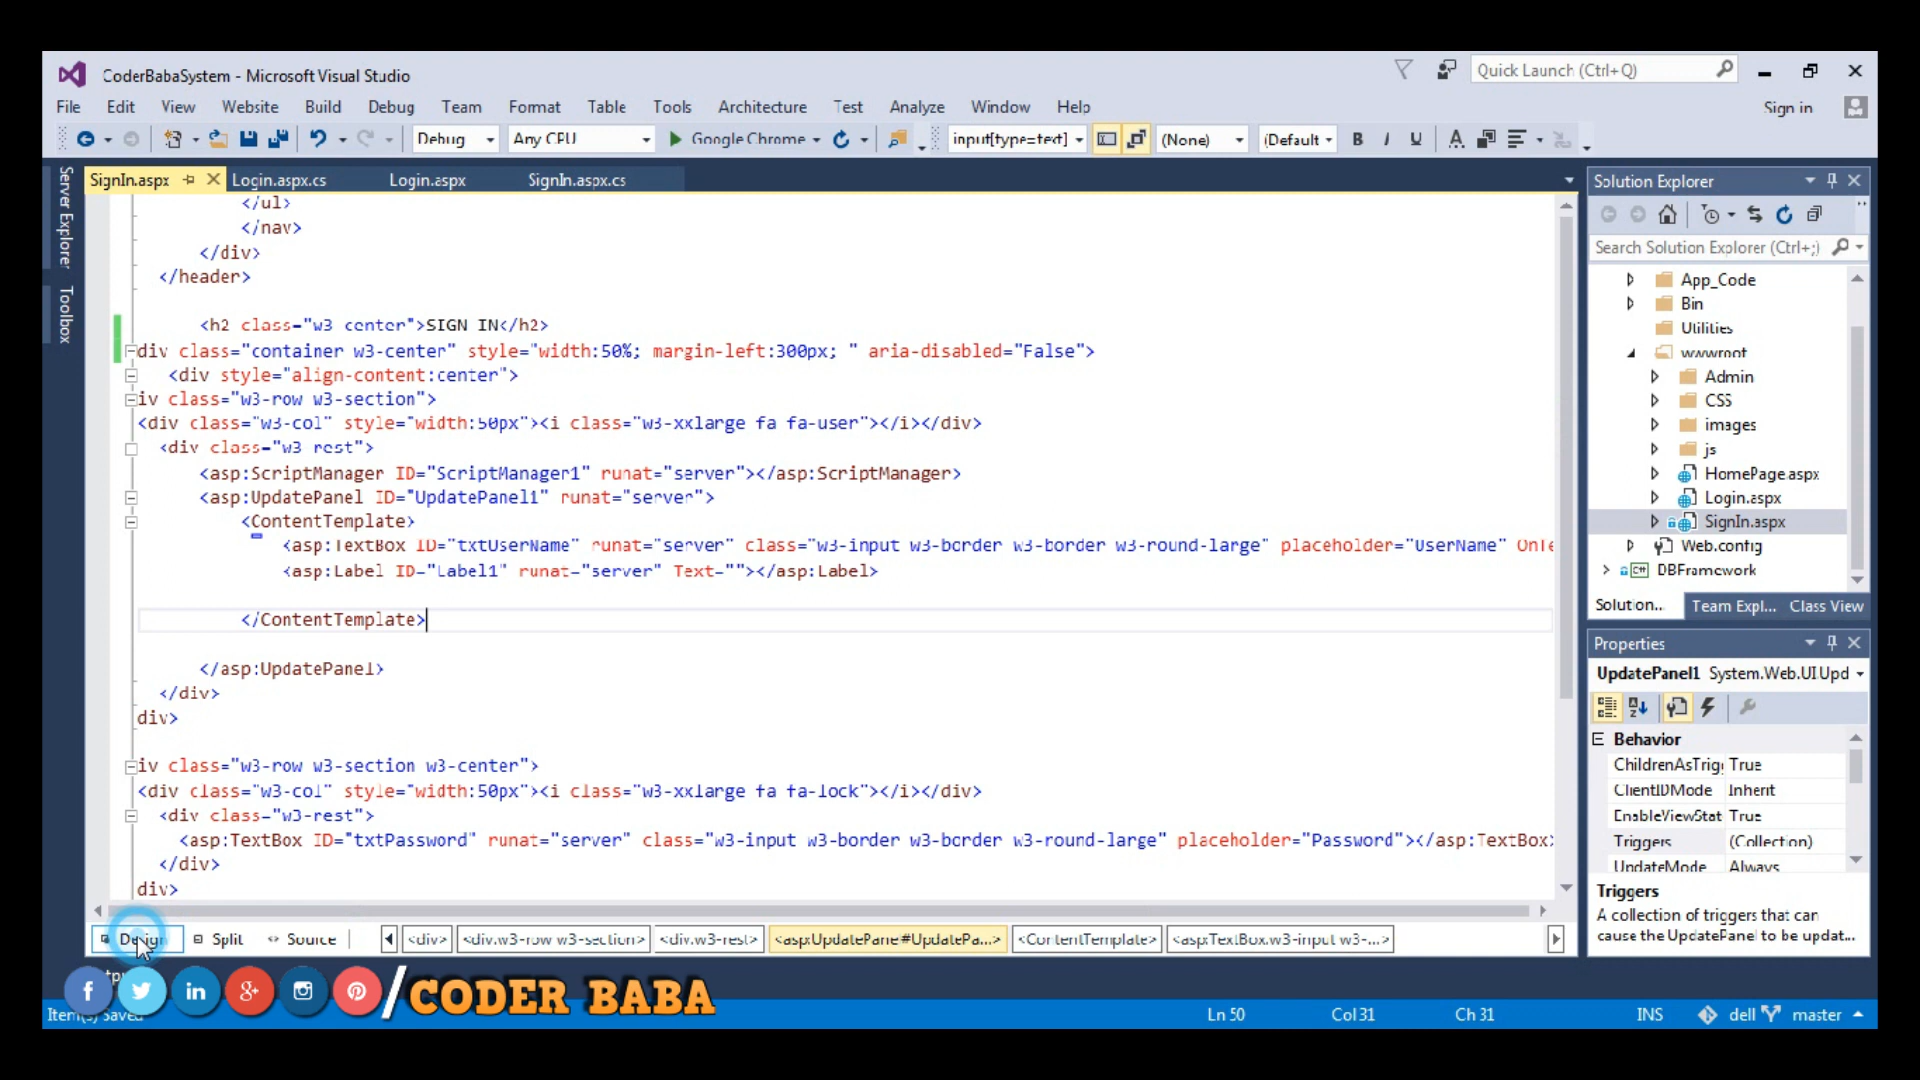 CoderBabaSystem - Microsoft Visual Studio
Quick Launch (Ctrl+Q)
File Edit View Website Build Debug Team Format Table Tools Architecture Test Analyze Window Help
Sign in
Debug Any CPU Google Chrome input[type=text] (None) (Default B I U A
Server Explorer
Toolbox
SignIn.aspx Login.aspx.cs Login.aspx SignIn.aspx.cs
</ul>
</nav>
</div>
</header>
<h2 class="w3 center">SIGN IN</h2>
div class="container w3-center" style="width:50%; margin-left:300px; " aria-disabled="False">
<div style="align-content:center">
iv class="w3-row w3-section">
<div class="w3-col" style="width:50px"><i class="w3-xxlarge fa fa-user"></i></div>
<div class="w3 rest">
<asp:ScriptManager ID="ScriptManager1" runat="server"></asp:ScriptManager>
<asp:UpdatePanel ID="UpdatePanel1" runat="server">
<ContentTemplate>
<asp:TextBox ID="txtUserName" runat="server" class="w3-input w3-border w3-border w3-round-large" placeholder="UserName" OnTe
<asp:Label ID="Label1" runat="server" Text=""></asp:Label>
</ContentTemplate>
</asp:UpdatePanel>
</div>
div>
iv class="w3-row w3-section w3-center">
<div class="w3-col" style="width:50px"><i class="w3-xxlarge fa fa-lock"></i></div>
<div class="w3-rest">
<asp:TextBox ID="txtPassword" runat="server" class="w3-input w3-border w3-border w3-round-large" placeholder="Password"></asp:TextBox>
</div>
div>
Design Split Source <div> <div.w3-row w3-section> <div.w3-rest> <asp:UpdatePanel#UpdatePa...> <ContentTemplate> <asp:TextBox.w3-input w3-...>
Solution Explorer
Search Solution Explorer (Ctrl+;)
App_Code
Bin
Utilities
wwwroot
Admin
CSS
images
js
HomePage.aspx
Login.aspx
SignIn.aspx
Web.config
DBFramework
Solution... Team Expl... Class View
Properties
UpdatePanel1 System.Web.UI.Upd
Behavior
ChildrenAsTrig True
ClientIDMode Inherit
EnableViewStat True
Triggers (Collection)
UpdateMode Always
Triggers
A collection of triggers that can
cause the UpdatePanel to be updat...
/CODER BABA
Item(s) Saved Ln 50 Col 31 Ch 31 INS dell master